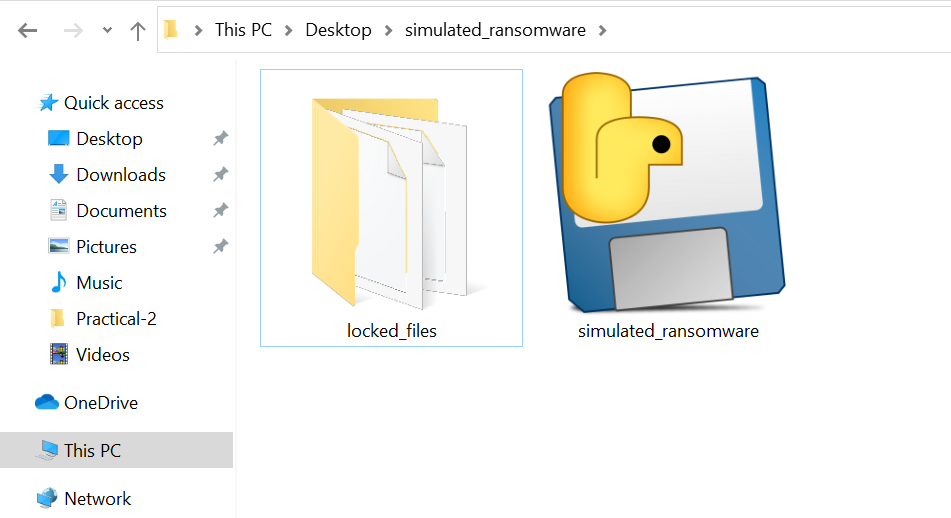 This PC Desktop simulated_ransomware
Quick access
Desktop
Downloads
Documents
Pictures
Music
Practical-2
Videos
OneDrive
This PC
Network
locked_files
simulated_ransomware